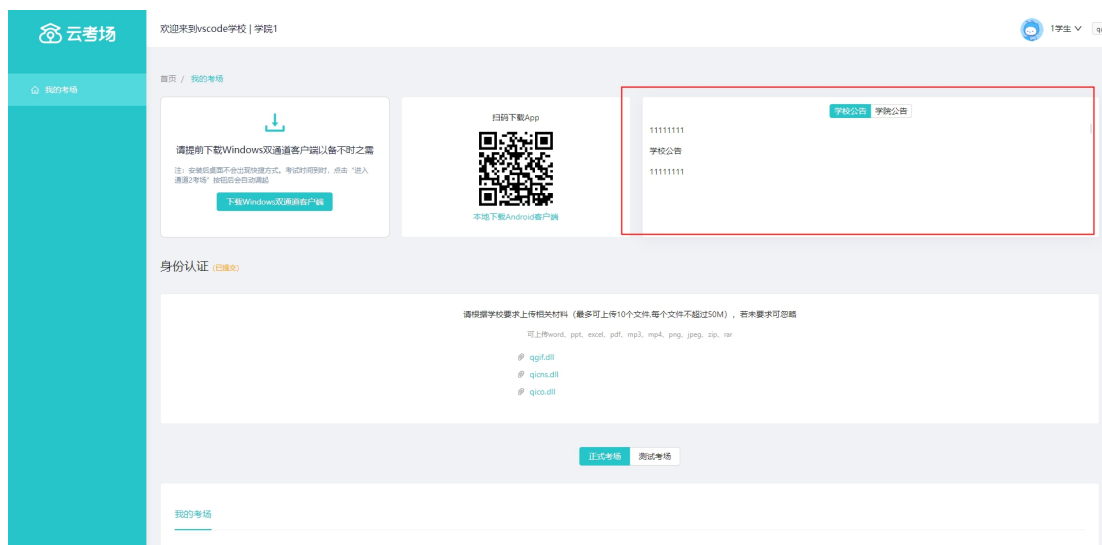 云考场
欢迎来到vscode学校 | 学院1
1学生
我的考场
首页 / 我的考场
请提前下载Windows双通道客户端以备不时之需
注：安装后桌面不会出现快捷方式。考试时间到时，点击“进入
通道2考场”按钮后会自动调起
下载Windows双通道客户端
扫码下载App
本地下载Android客户端
学校公告 学院公告
11111111
学校公告
11111111
身份认证 (已提交)
请根据学校要求上传相关材料（最多可上传10个文件,每个文件不超过50M），若未要求可忽略
可上传word、ppt、excel、pdf、mp3、mp4、png、jpeg、zip、rar
qgif.dll
qicns.dll
qico.dll
正式考场 测试考场
我的考场